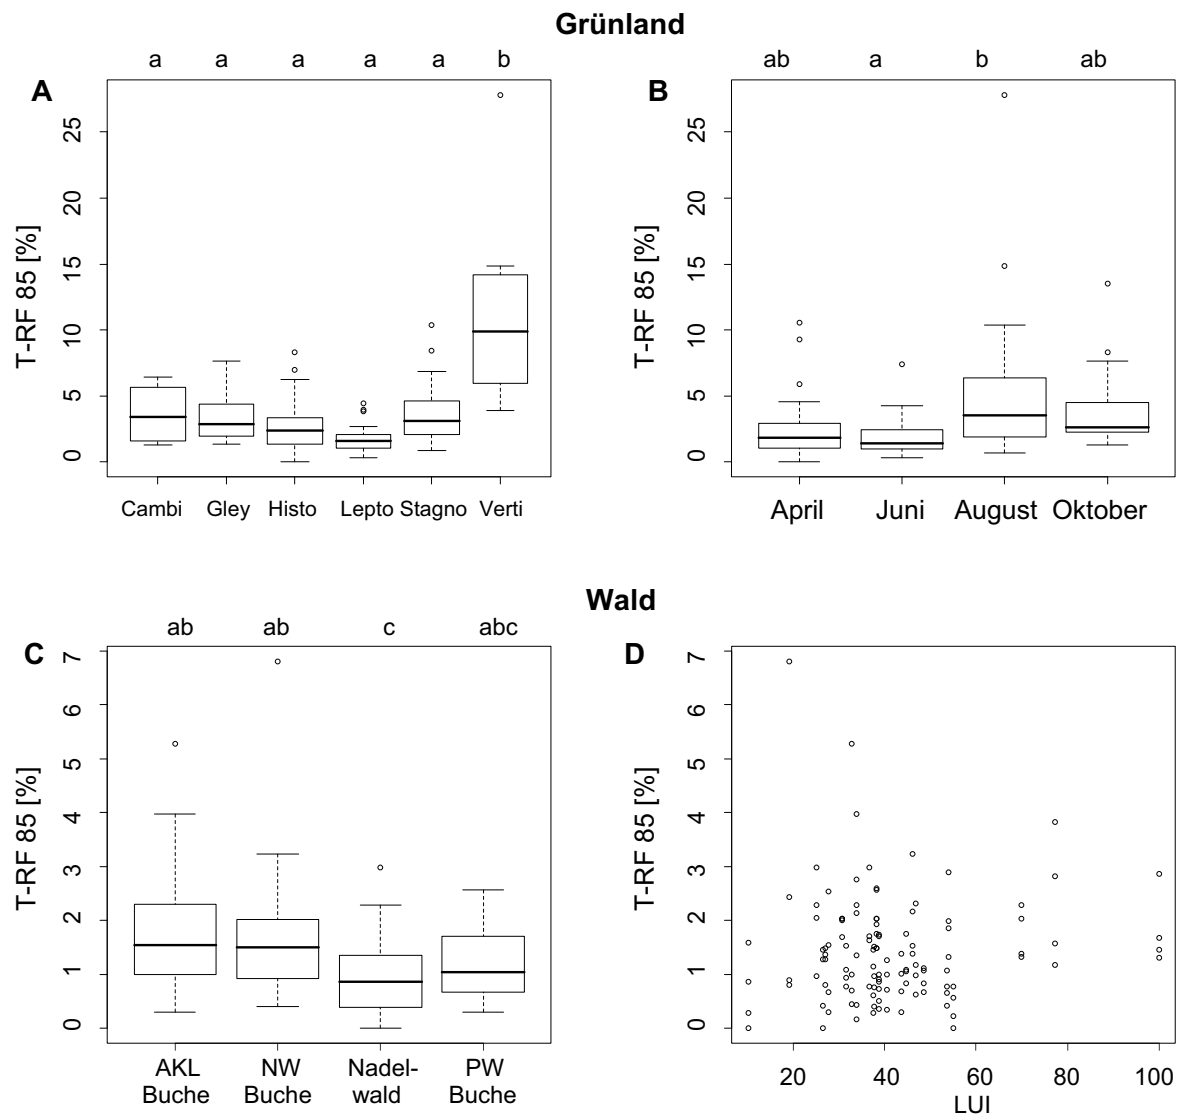 Grünland
A
a a a a a b
T-RF 85 [%]
25
20
15
10
5
0
Cambi Gley Histo Lepto Stagno Verti
B
ab a b ab
T-RF 85 [%]
25
20
15
10
5
0
April Juni August Oktober
Wald
C
ab ab c abc
T-RF 85 [%]
7
6
5
4
3
2
1
0
AKL NW Nadel- PW
Buche Buche wald Buche
D
T-RF 85 [%]
7
6
5
4
3
2
1
0
20 40 60 80 100
LUI